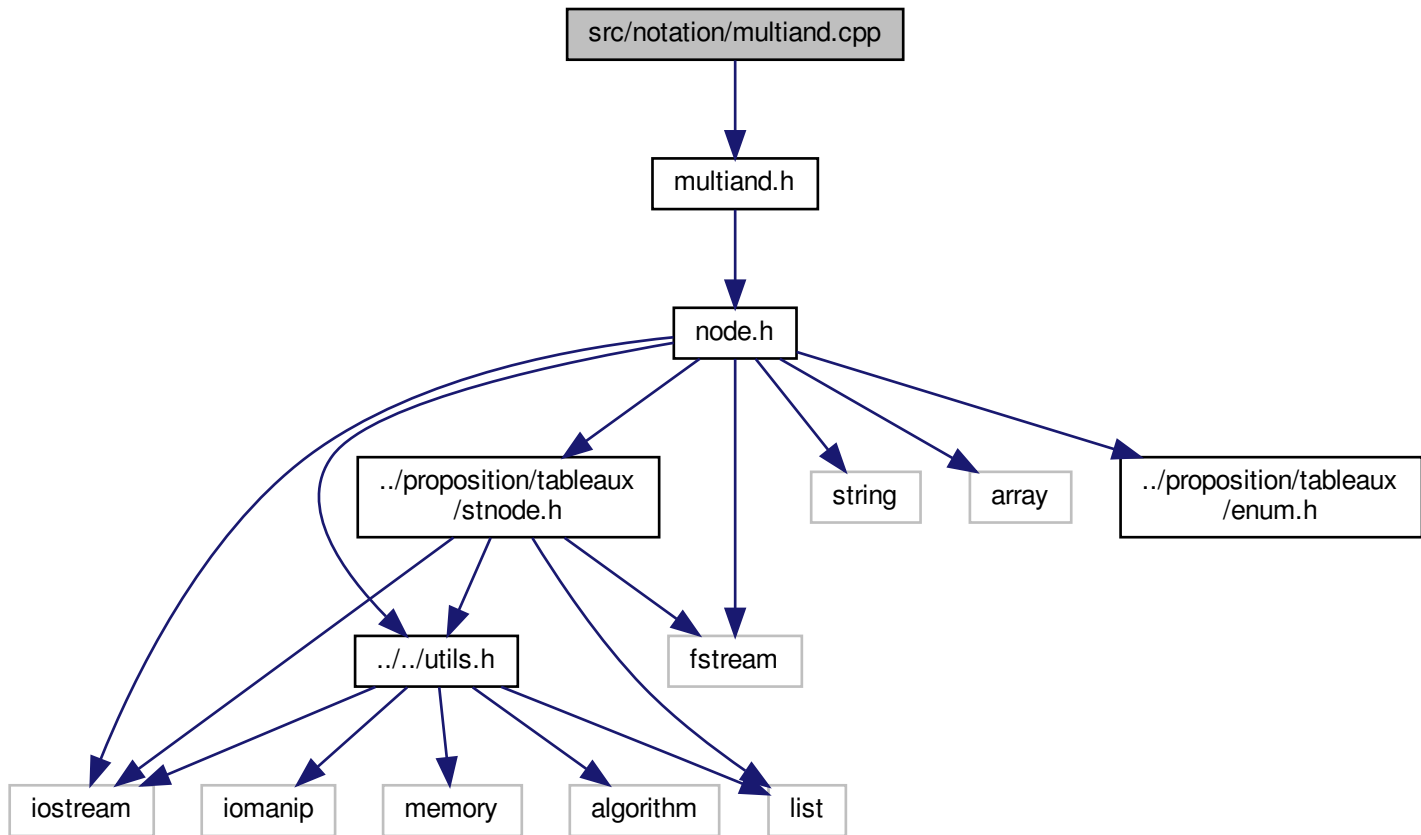 src/notation/multiand.cpp
multiand.h
node.h
../proposition/tableaux
/stnode.h
string
array
../proposition/tableaux
/enum.h
../../utils.h
fstream
iostream
iomanip
memory
algorithm
list